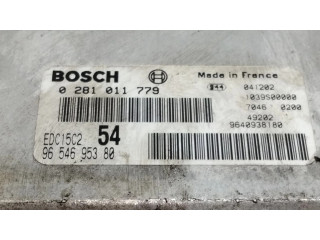 BOSCH Made in France
0 281 011 779 041202
1039S00000
7046 0200
49202
9640938180
EDC15C2 54
96 546 953 80